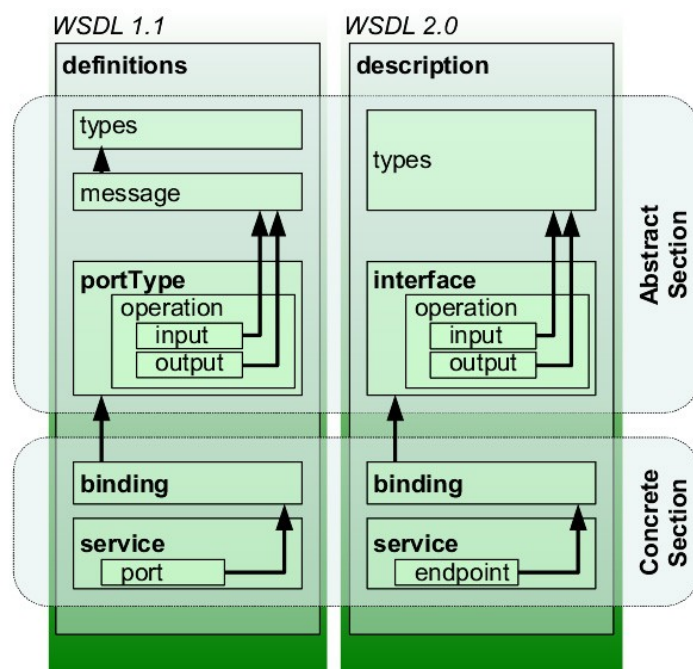 WSDL 1.1
definitions
types
message
portType
operation
input
output
binding
service
port
WSDL 2.0
description
types
interface
operation
input
output
binding
service
endpoint
Abstract
Section
Concrete
Section